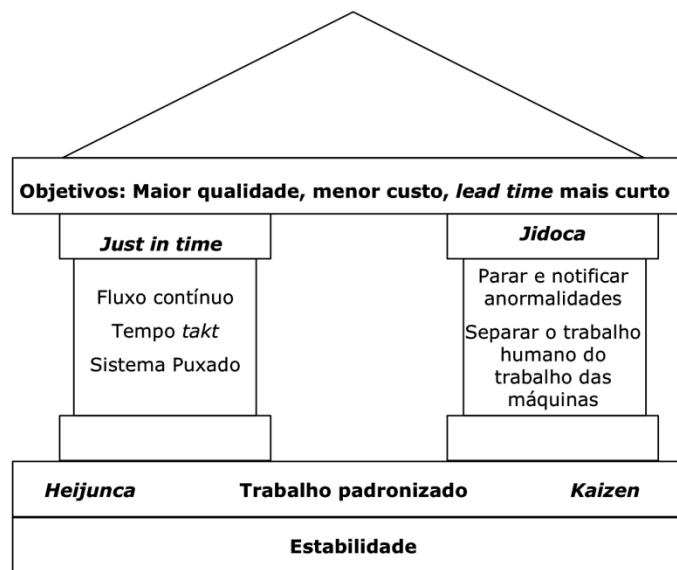 Objetivos: Maior qualidade, menor custo, lead time mais curto
Just in time
Fluxo contínuo
Tempo takt
Sistema Puxado
Jidoca
Parar e notificar
anormalidades
Separar o trabalho
humano do
trabalho das
máquinas
Heijunca Trabalho padronizado Kaizen
Estabilidade